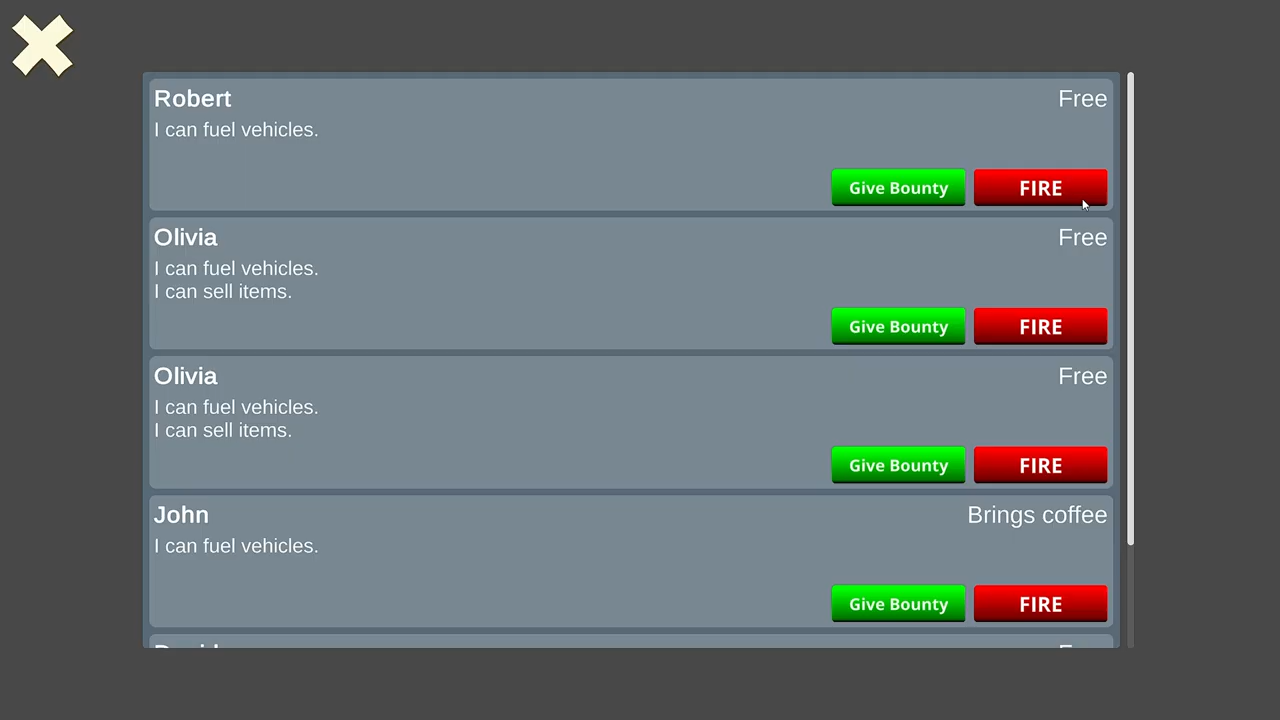 Robert
Free
I can fuel vehicles.
Give Bounty
FIRE
Olivia
Free
I can fuel vehicles.
I can sell items.
Give Bounty
FIRE
Olivia
Free
I can fuel vehicles.
I can sell items.
Give Bounty
FIRE
John
Brings coffee
I can fuel vehicles.
Give Bounty
FIRE